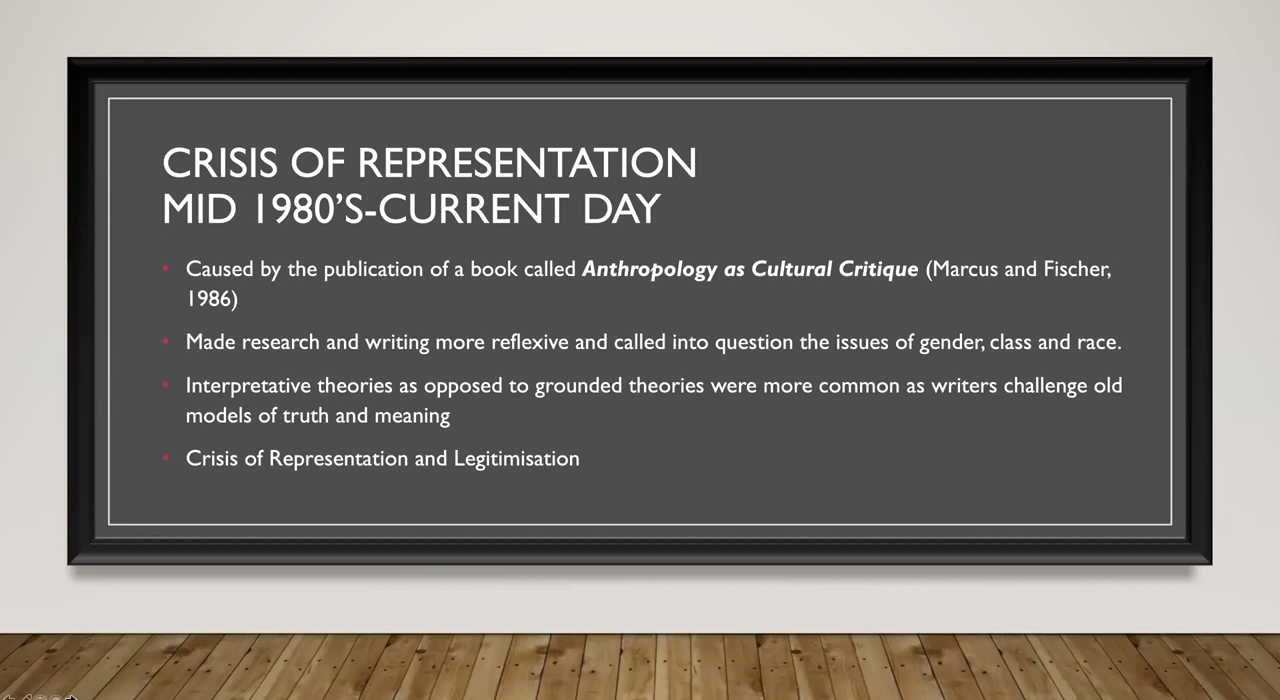 CRISIS OF REPRESENTATION
MID 1980’S-CURRENT DAY
• Caused by the publication of a book called Anthropology as Cultural Critique (Marcus and Fischer,
1986)
• Made research and writing more reflexive and called into question the issues of gender, class and race.
• Interpretative theories as opposed to grounded theories were more common as writers challenge old
models of truth and meaning
• Crisis of Representation and Legitimisation